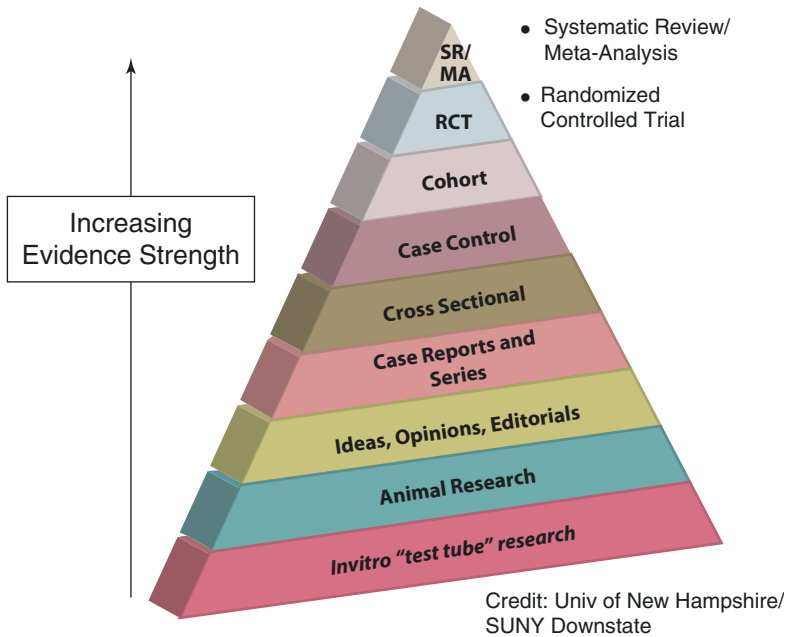 SR/
MA
• Systematic Review/
Meta-Analysis
RCT
• Randomized
Controlled Trial
Cohort
Increasing
Evidence Strength
Case Control
Cross Sectional
Case Reports and
Series
Ideas, Opinions, Editorials
Animal Research
Invitro “test tube” research
Credit: Univ of New Hampshire/
SUNY Downstate